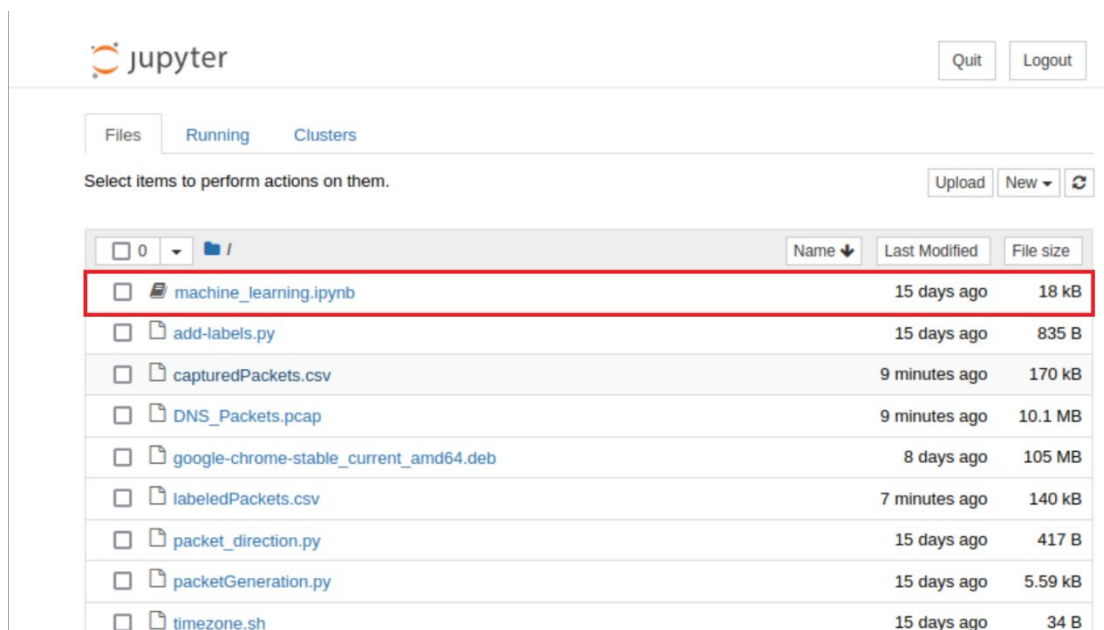 jupyter
Quit Logout
Files Running Clusters
Select items to perform actions on them.
Upload New
0 / Name Last Modified File size
machine_learning.ipynb 15 days ago 18 kB
add-labels.py 15 days ago 835 B
capturedPackets.csv 9 minutes ago 170 kB
DNS_Packets.pcap 9 minutes ago 10.1 MB
google-chrome-stable_current_amd64.deb 8 days ago 105 MB
labeledPackets.csv 7 minutes ago 140 kB
packet_direction.py 15 days ago 417 B
packetGeneration.py 15 days ago 5.59 kB
timezone.sh 15 days ago 34 B